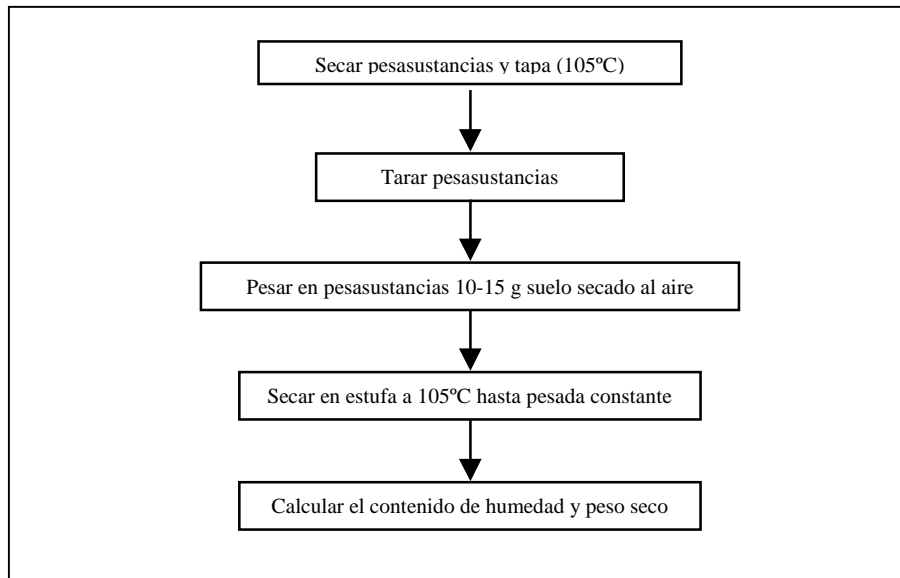 Secar pesasustancias y tapa (105ºC)
Tarar pesasustancias
Pesar en pesasustancias 10-15 g suelo secado al aire
Secar en estufa a 105ºC hasta pesada constante
Calcular el contenido de humedad y peso seco